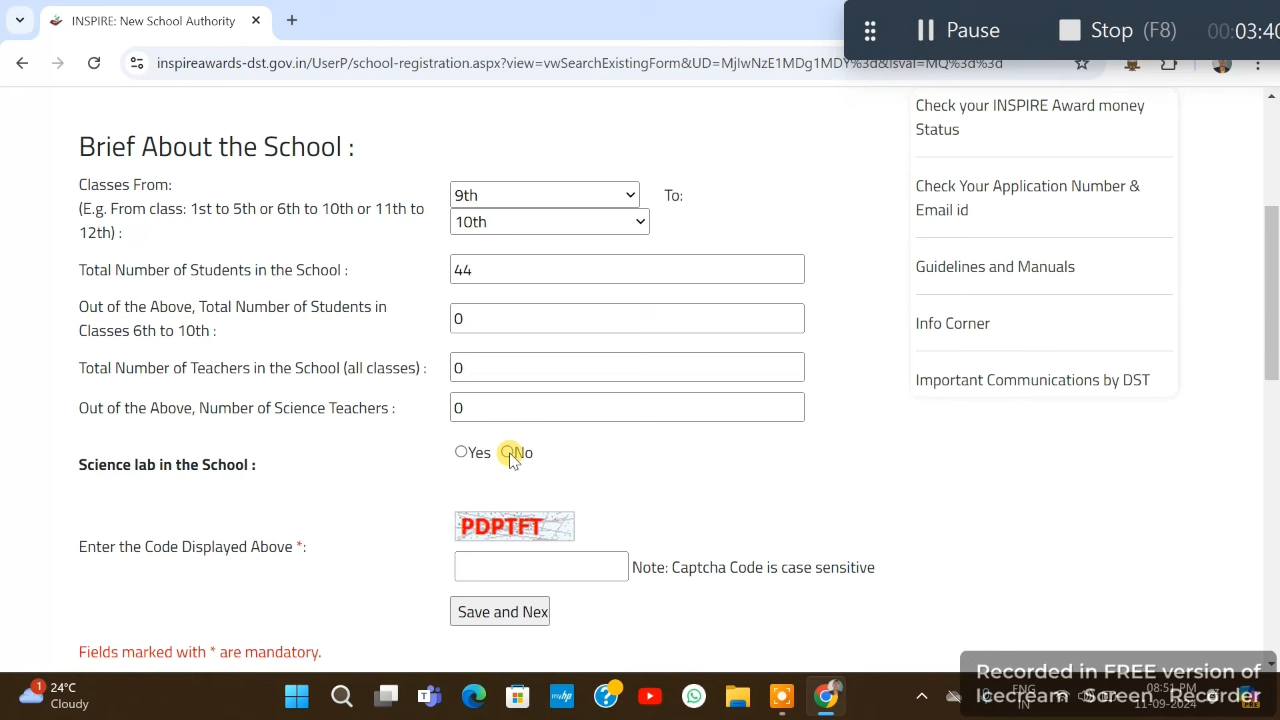 INSPIRE: New School Authority
Pause
Stop (F8)
00:03:40
inspireawards-dst.gov.in/UserP/school-registration.aspx?view=vwSearchExistingForm&UD=MjIwNzE1MDg1MDY%3d&IsVal=MQ%3d%3d
Brief About the School :
Classes From:
(E.g. From class: 1st to 5th or 6th to 10th or 11th to
12th) :
9th
To:
10th
Total Number of Students in the School :
44
Out of the Above, Total Number of Students in
Classes 6th to 10th :
0
Total Number of Teachers in the School (all classes) :
0
Out of the Above, Number of Science Teachers :
0
Science lab in the School :
Yes
No
PDPTFT
Enter the Code Displayed Above *:
Note: Captcha Code is case sensitive
Save and Nex
Fields marked with * are mandatory.
Check your INSPIRE Award money
Status
Check Your Application Number &
Email id
Guidelines and Manuals
Info Corner
Important Communications by DST
Recorded in FREE version of
Icecream Screen Recorder
1
24°C
Cloudy
ENG
IN
08:51 PM
11-09-2024